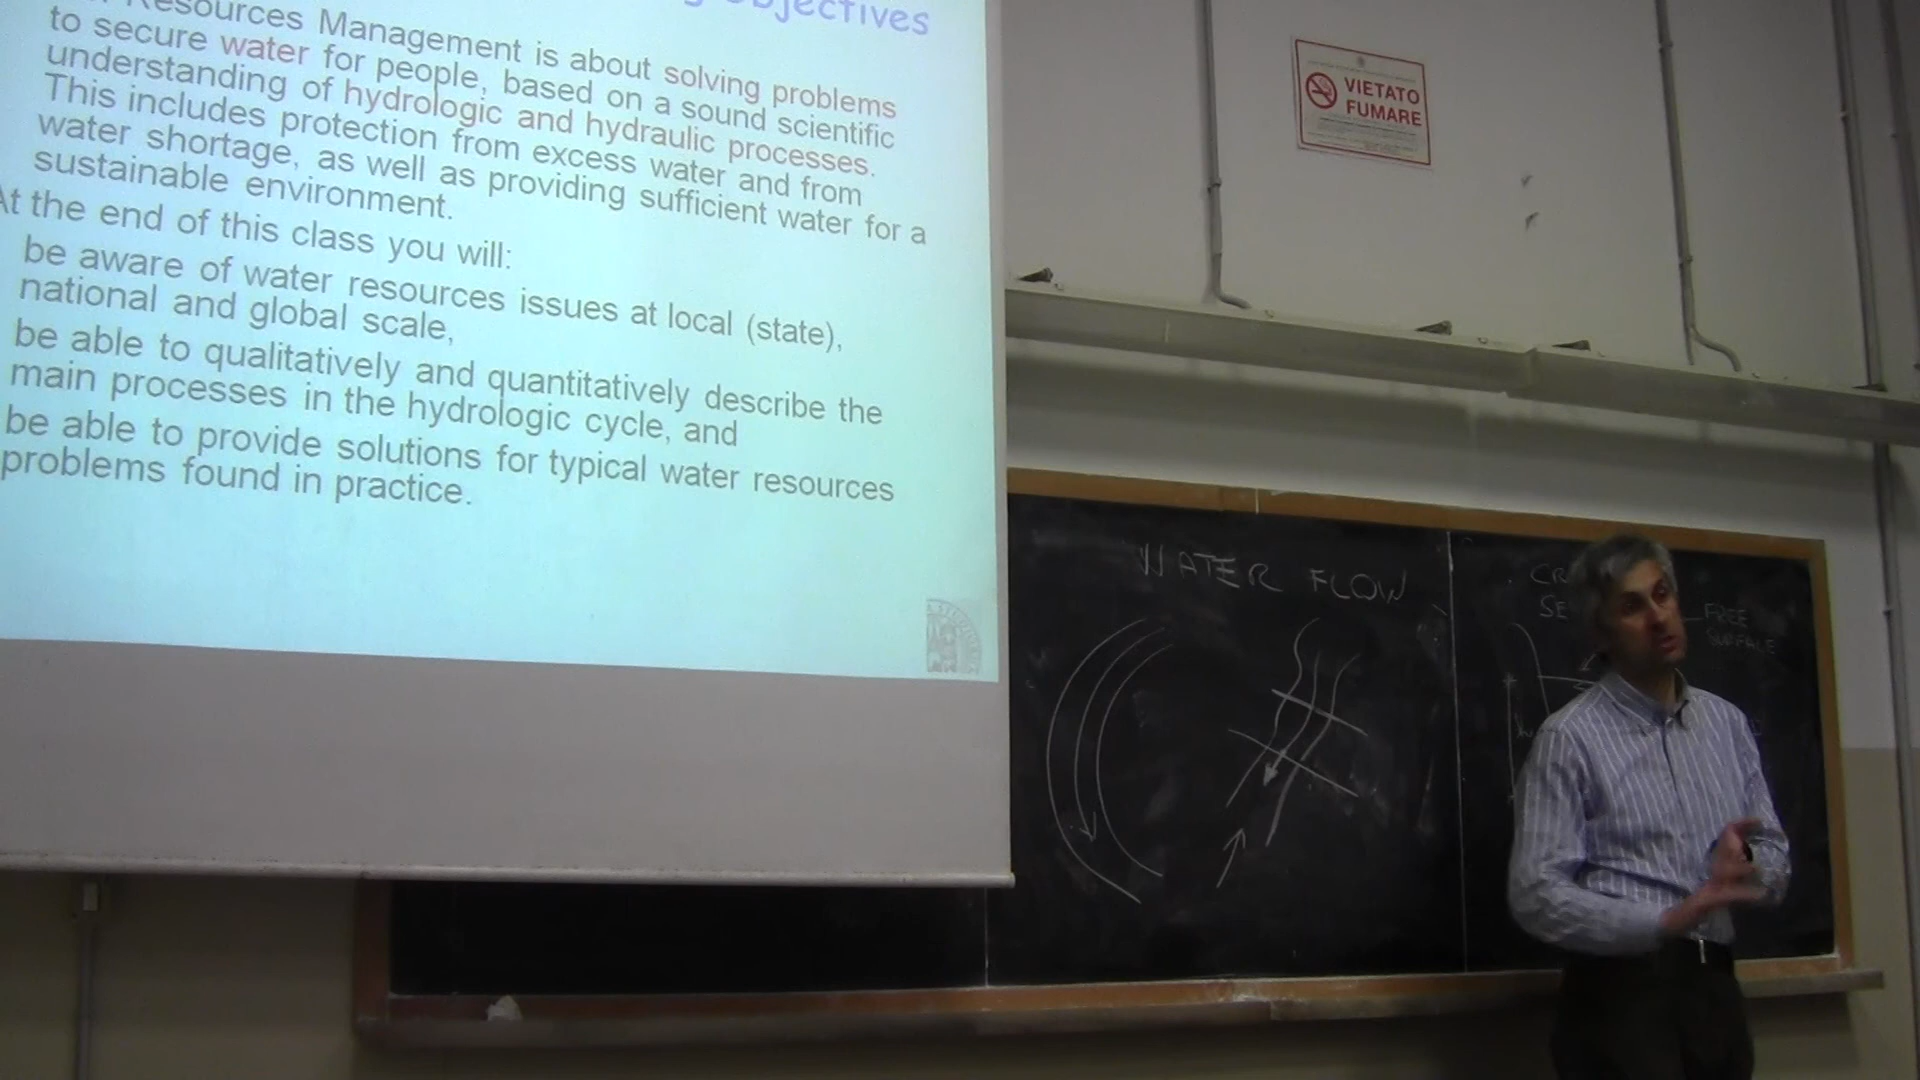 Objectives
Resources Management is about solving problems
to secure water for people, based on a sound scientific
understanding of hydrologic and hydraulic processes.
This includes protection from excess water and from
water shortage, as well as providing sufficient water for a
sustainable environment.
At the end of this class you will:
be aware of water resources issues at local (state),
national and global scale,
be able to qualitatively and quantitatively describe the
main processes in the hydrologic cycle, and
be able to provide solutions for typical water resources
problems found in practice.
VIETATO
FUMARE
WATER FLOW
CR
SE
FREE
SURFACE